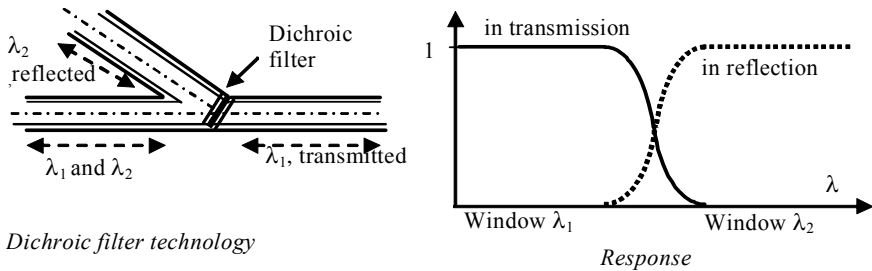 λ₂
reflected
Dichroic
filter
λ₁ and λ₂
λ₁, transmitted
Dichroic filter technology
in transmission
1
in reflection
λ
Window λ₁
Window λ₂
Response